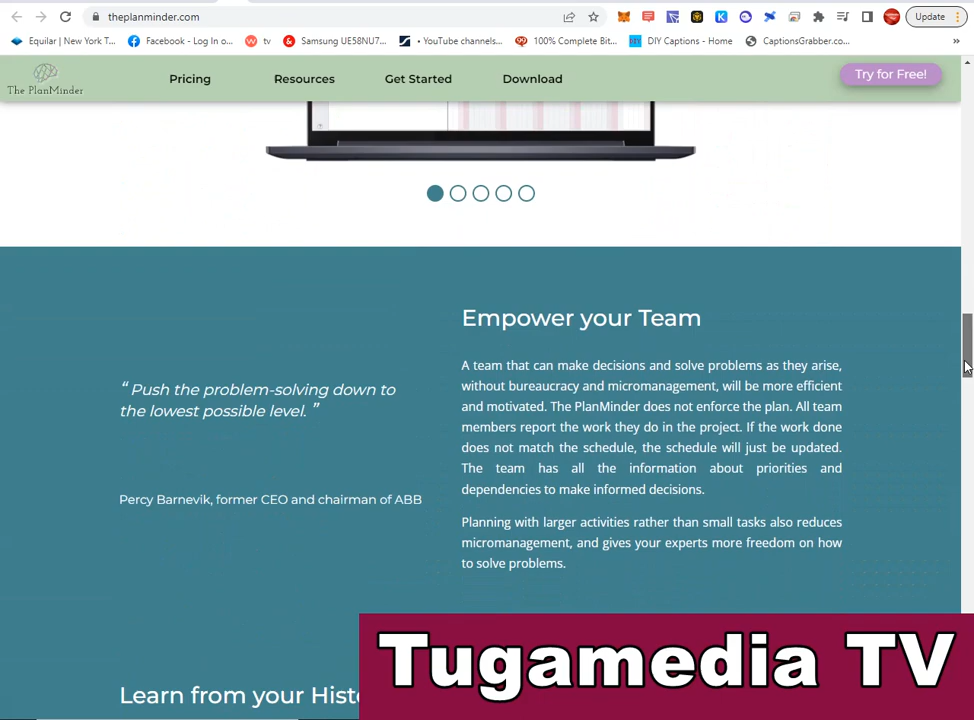 theplanminder.com
Update
Equilar | New York T...
Facebook - Log In o...
tv
Samsung UE58NU7...
• YouTube channels...
100% Complete Bit...
DIY Captions - Home
CaptionsGrabber.co...
»
The PlanMinder
Pricing
Resources
Get Started
Download
Try for Free!
Empower your Team
“ Push the problem-solving down to
the lowest possible level. ”
Percy Barnevik, former CEO and chairman of ABB
A team that can make decisions and solve problems as they arise,
without bureaucracy and micromanagement, will be more efficient
and motivated. The PlanMinder does not enforce the plan. All team
members report the work they do in the project. If the work done
does not match the schedule, the schedule will just be updated.
The team has all the information about priorities and
dependencies to make informed decisions.
Planning with larger activities rather than small tasks also reduces
micromanagement, and gives your experts more freedom on how
to solve problems.
Learn from your Histo
Tugamedia TV